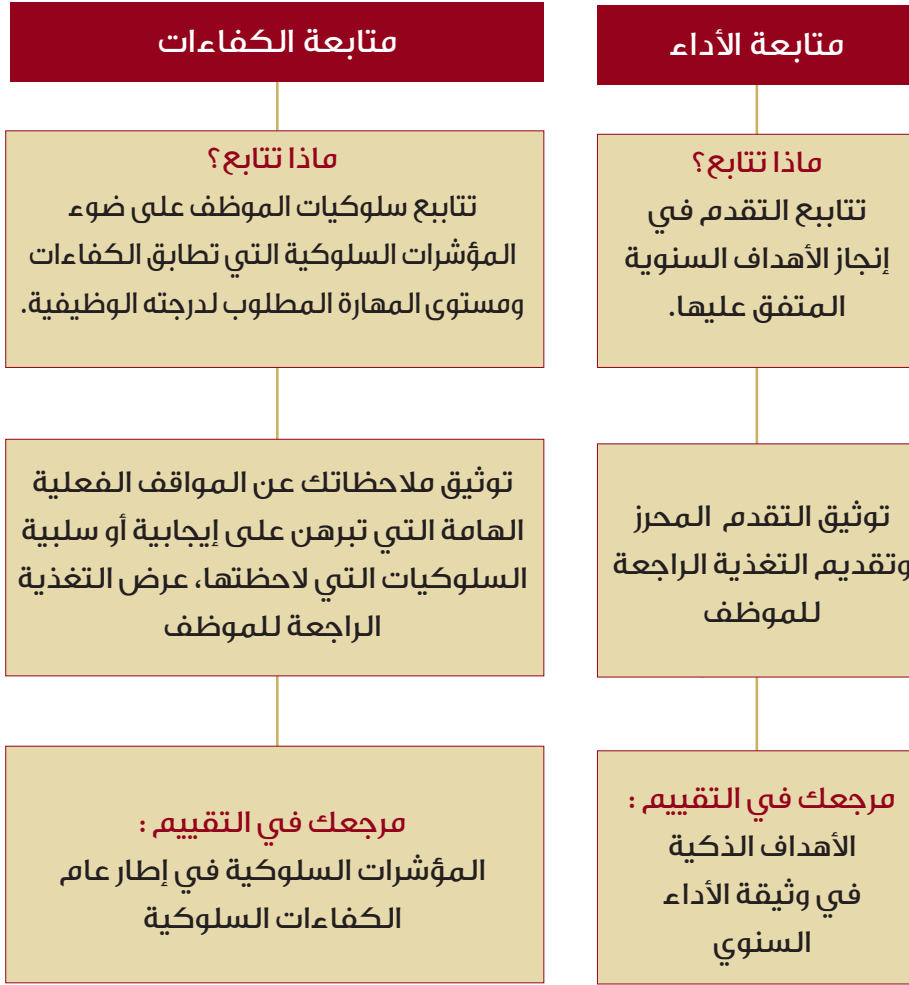 متابعة الأداء
ماذا تتابع؟
تتاببع التقدم في
إنجاز الأهداف السنوية
المتفق عليها.
توثيق التقدم المحرز
وتقديم التغذية الراجعة
للموظف
مرجعك في التقييم :
الأهداف الذكية
في وثيقة الأداء
السنوي
متابعة الكفاءات
ماذا تتابع؟
تتاببع سلوكيات الموظف على ضوء
المؤشرات السلوكية التي تطابق الكفاءات
ومستوى المهارة المطلوب لدرجته الوظيفية.
توثيق ملاحظاتك عن المواقف الفعلية
الهامة التي تبرهن على إيجابية أو سلبية
السلوكيات التي لاحظتها، عرض التغذية
الراجعة للموظف
مرجعك في التقييم :
المؤشرات السلوكية في إطار عام
الكفاءات السلوكية